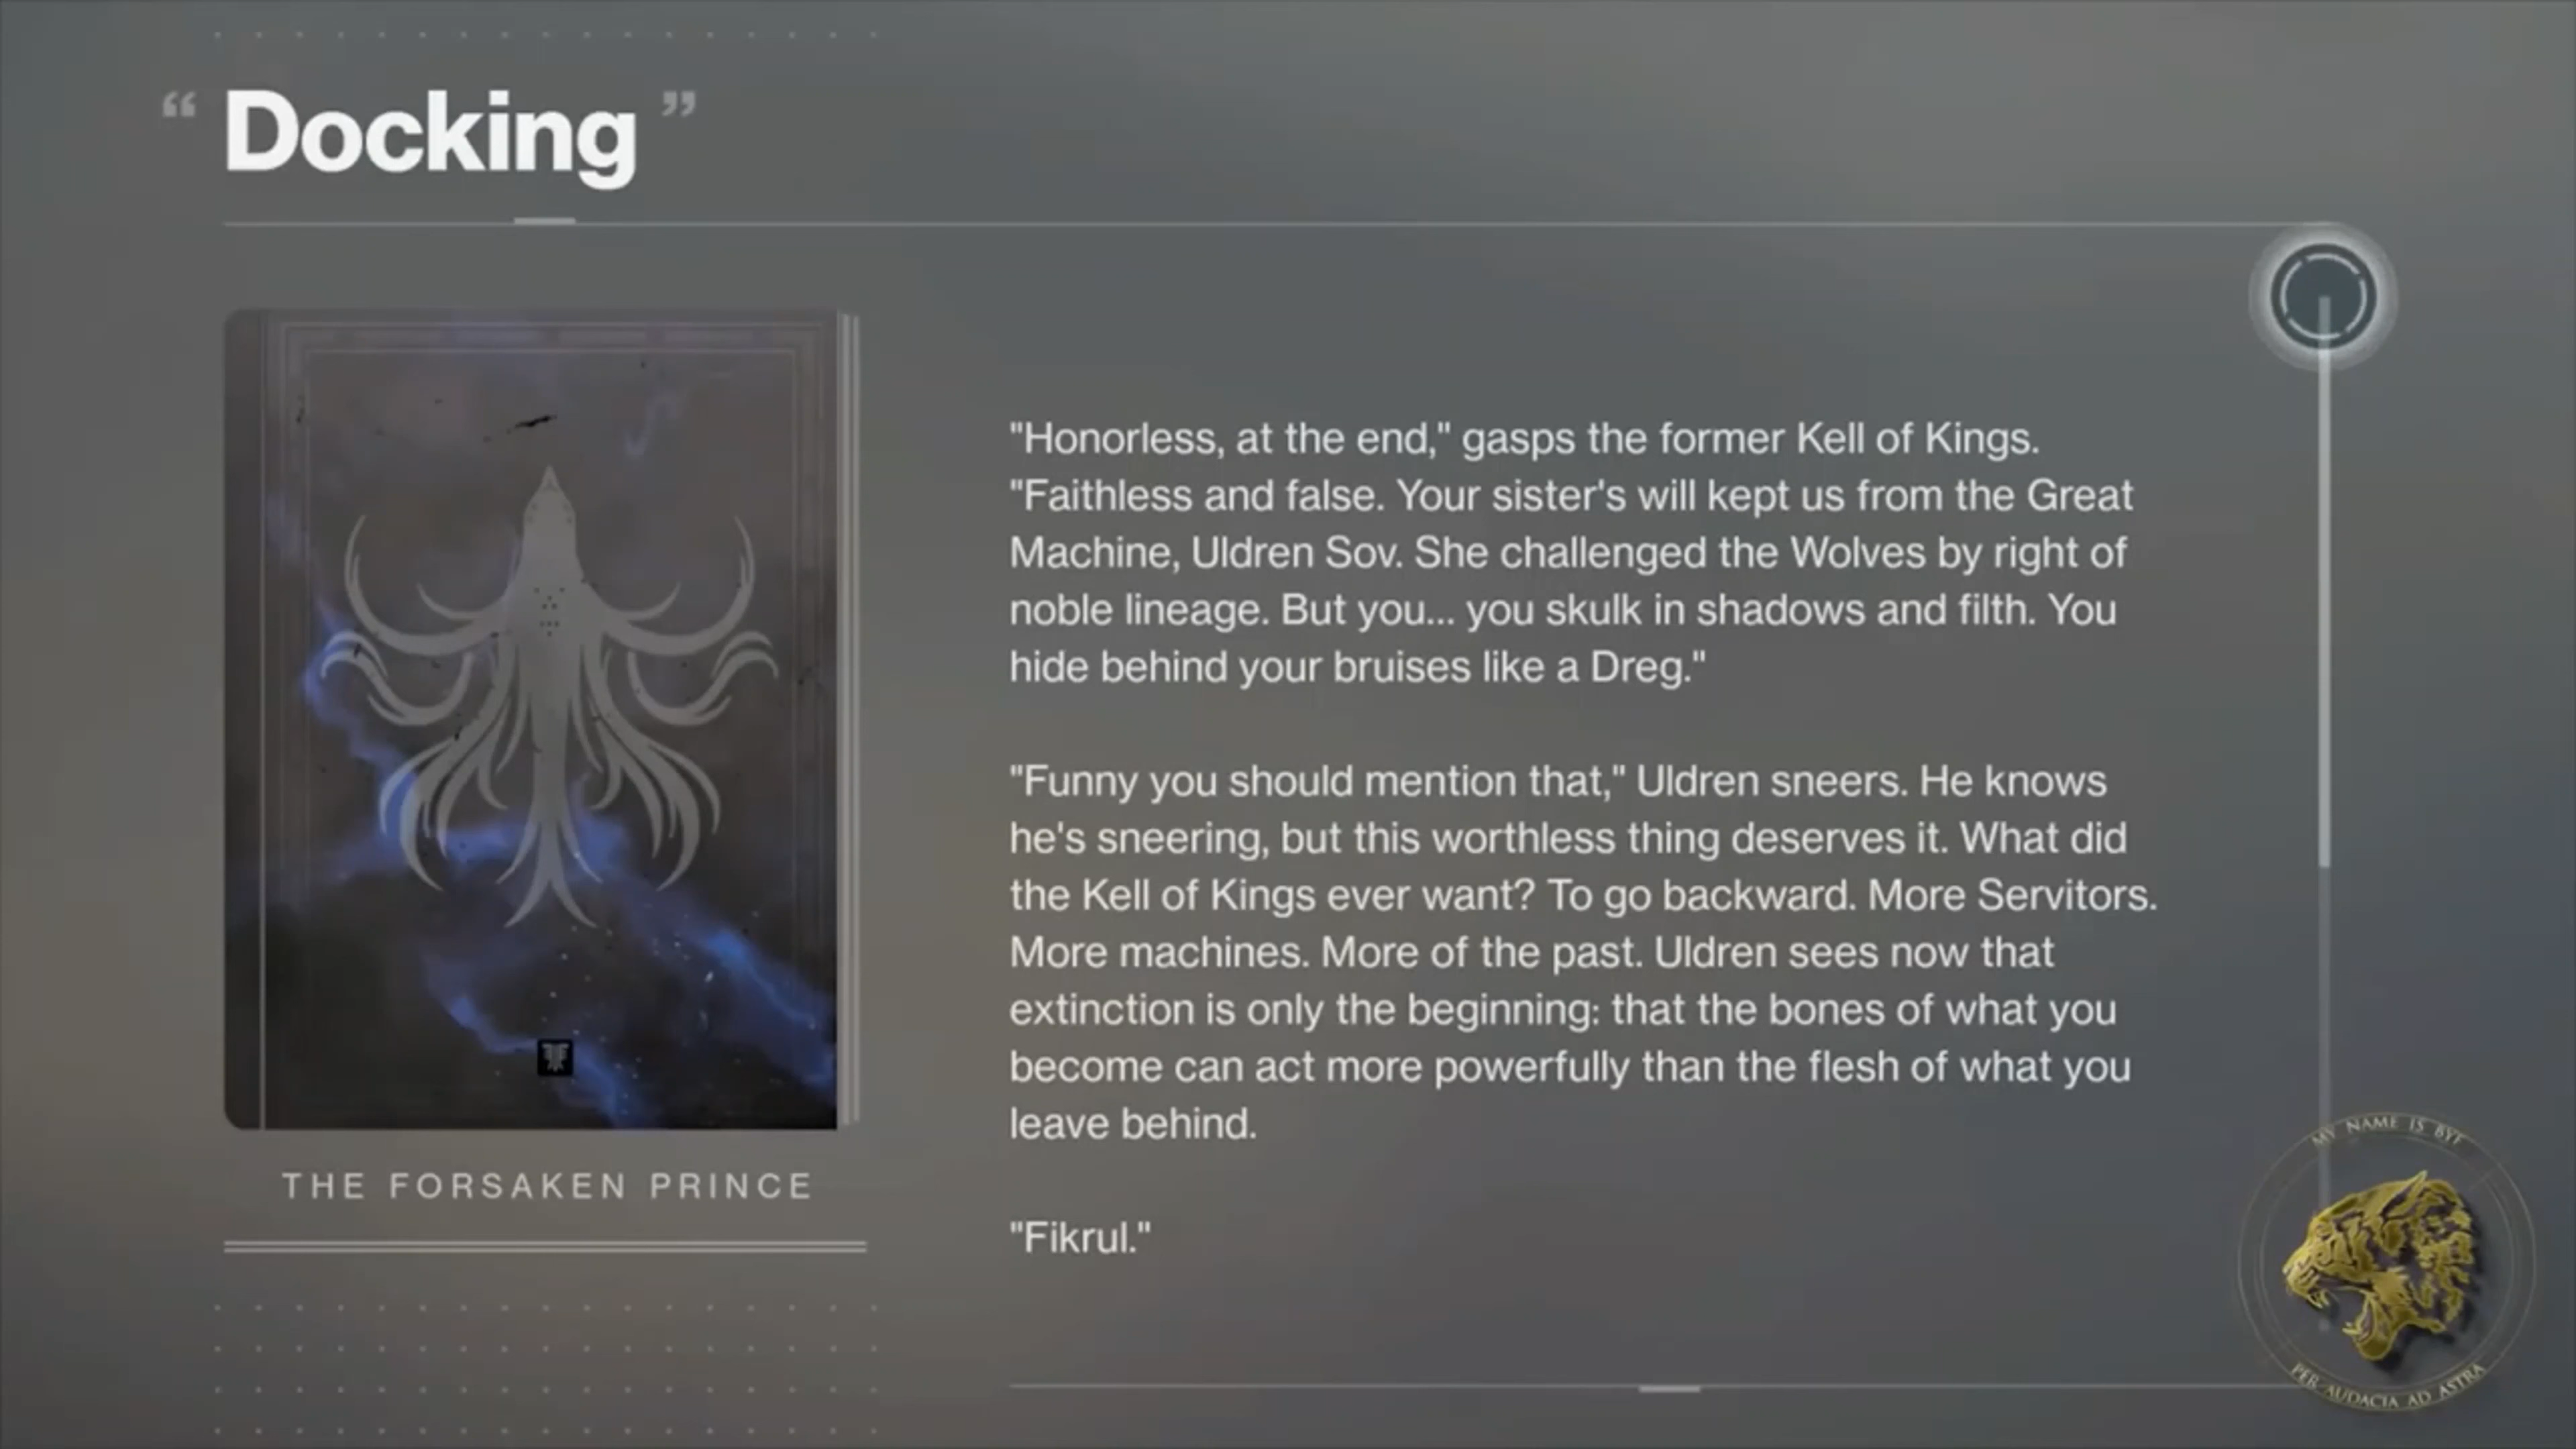 “ Docking ”
"Honorless, at the end," gasps the former Kell of Kings.
"Faithless and false. Your sister's will kept us from the Great
Machine, Uldren Sov. She challenged the Wolves by right of
noble lineage. But you... you skulk in shadows and filth. You
hide behind your bruises like a Dreg."
"Funny you should mention that," Uldren sneers. He knows
he's sneering, but this worthless thing deserves it. What did
the Kell of Kings ever want? To go backward. More Servitors.
More machines. More of the past. Uldren sees now that
extinction is only the beginning: that the bones of what you
become can act more powerfully than the flesh of what you
leave behind.
"Fikrul."
THE FORSAKEN PRINCE
MY NAME IS BYF
PER AUDACIA AD ASTRA